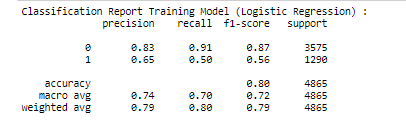 Classification Report Training Model (Logistic Regression) :
precision recall f1-score support
0 0.83 0.91 0.87 3575
1 0.65 0.50 0.56 1290
accuracy 0.80 4865
macro avg 0.74 0.70 0.72 4865
weighted avg 0.79 0.80 0.79 4865